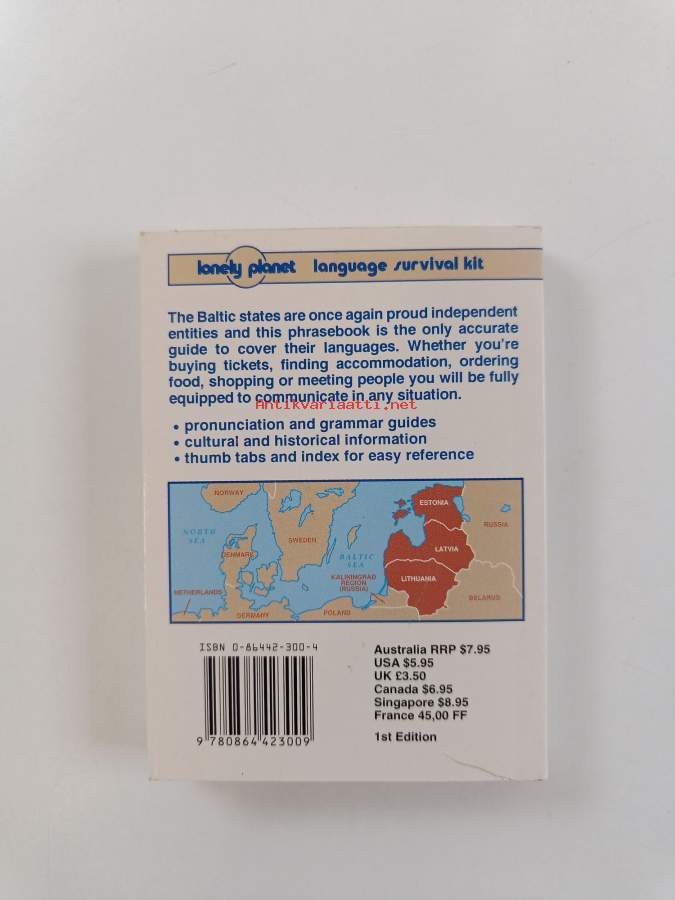 lonely planet language survival kit
The Baltic states are once again proud independent
entities and this phrasebook is the only accurate
guide to cover their languages. Whether you're
buying tickets, finding accommodation, ordering
food, shopping or meeting people you will be fully
equipped to communicate in any situation.
Antikvariaatti.net
• pronunciation and grammar guides
• cultural and historical information
• thumb tabs and index for easy reference
NORWAY
ESTONIA
RUSSIA
NORTH
SEA
SWEDEN
DENMARK
BALTIC
SEA
LATVIA
KALININGRAD
REGION
(RUSSIA)
LITHUANIA
NETHERLANDS
GERMANY
POLAND
BELARUS
ISBN 0-86442-300-4
9 780864 423009
Australia RRP $7.95
USA $5.95
UK £3.50
Canada $6.95
Singapore $8.95
France 45,00 FF
1st Edition